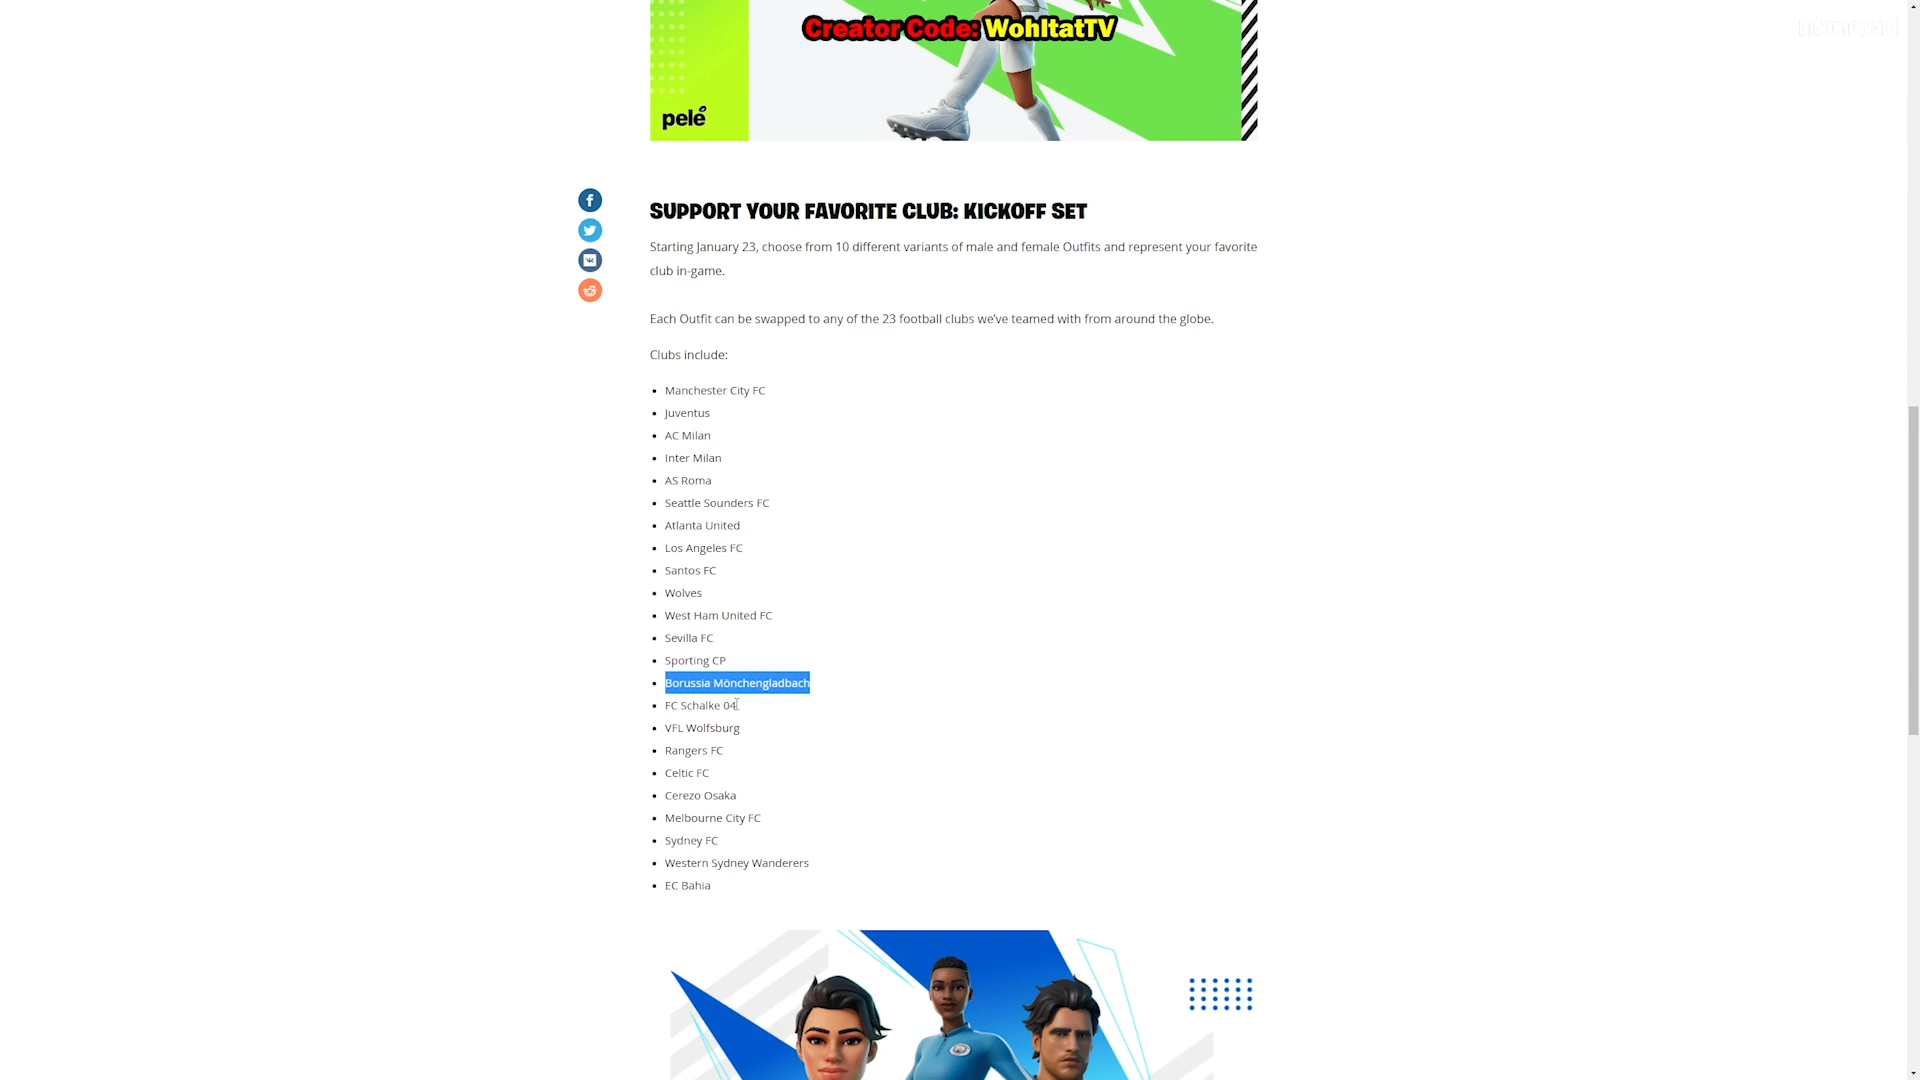 Creator Code: WohltatTV
pelé
SUPPORT YOUR FAVORITE CLUB: KICKOFF SET
Starting January 23, choose from 10 different variants of male and female Outfits and represent your favorite
club in-game.
Each Outfit can be swapped to any of the 23 football clubs we’ve teamed with from around the globe.
Clubs include:
Manchester City FC
Juventus
AC Milan
Inter Milan
AS Roma
Seattle Sounders FC
Atlanta United
Los Angeles FC
Santos FC
Wolves
West Ham United FC
Sevilla FC
Sporting CP
Borussia Mönchengladbach
FC Schalke 04
VFL Wolfsburg
Rangers FC
Celtic FC
Cerezo Osaka
Melbourne City FC
Sydney FC
Western Sydney Wanderers
EC Bahia